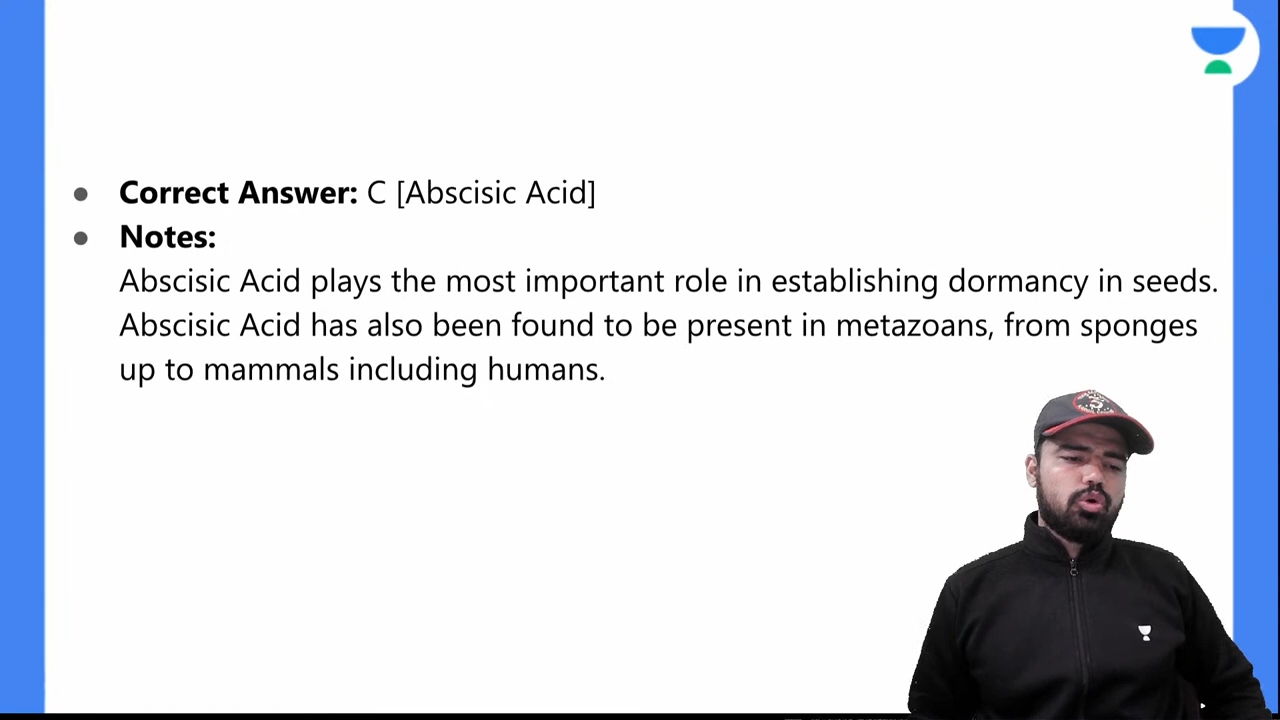 ● Correct Answer: C [Abscisic Acid]
● Notes:
Abscisic Acid plays the most important role in establishing dormancy in seeds.
Abscisic Acid has also been found to be present in metazoans, from sponges
up to mammals including humans.